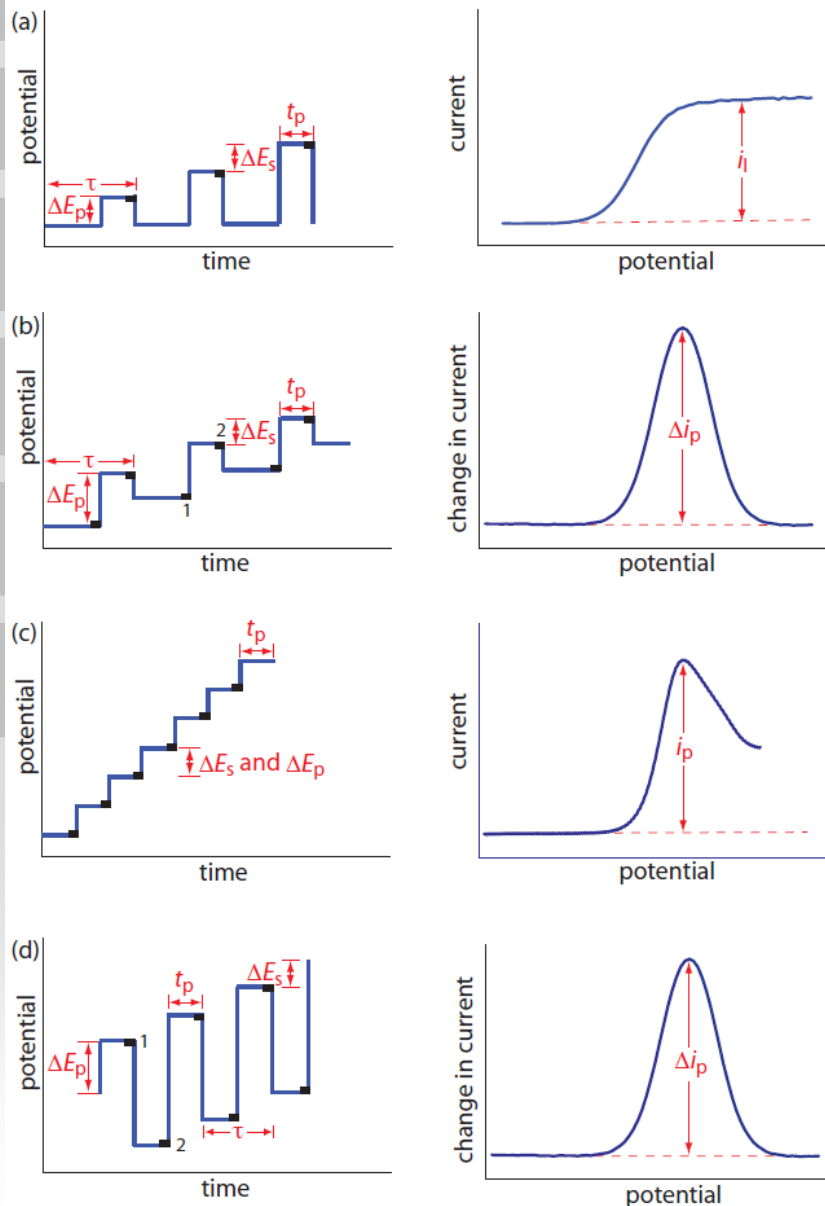 (a)
potential
τ
ΔEp
ΔEs
tp
time
current
il
potential
(b)
potential
τ
ΔEp
1
2
ΔEs
tp
time
change in current
Δip
potential
(c)
potential
tp
ΔEs and ΔEp
time
current
ip
potential
(d)
potential
ΔEp
1
2
tp
τ
ΔEs
time
change in current
Δip
potential